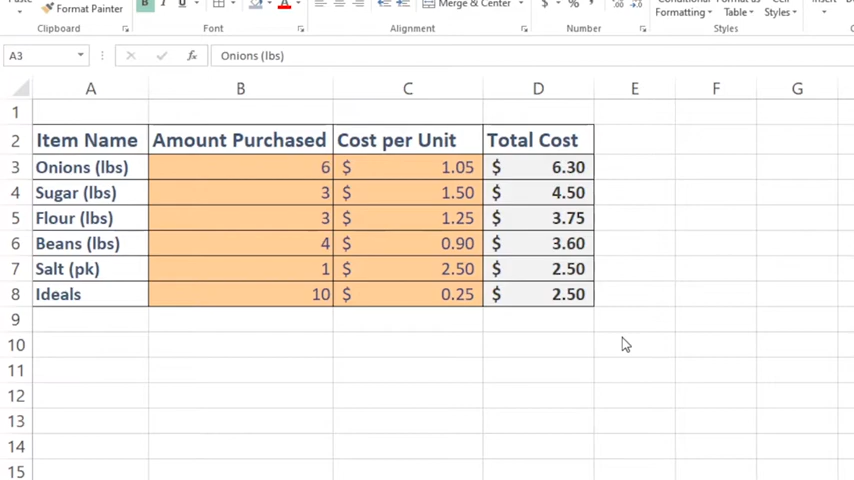 Format Painter
B I U A
Merge & Center $ % ,
Formatting Table Styles
Clipboard Font Alignment Number Styles
A3 fx Onions (lbs)
A B C D E F G
1
2 Item Name Amount Purchased Cost per Unit Total Cost
3 Onions (lbs) 6 $ 1.05 $ 6.30
4 Sugar (lbs) 3 $ 1.50 $ 4.50
5 Flour (lbs) 3 $ 1.25 $ 3.75
6 Beans (lbs) 4 $ 0.90 $ 3.60
7 Salt (pk) 1 $ 2.50 $ 2.50
8 Ideals 10 $ 0.25 $ 2.50
9
10
11
12
13
14
15